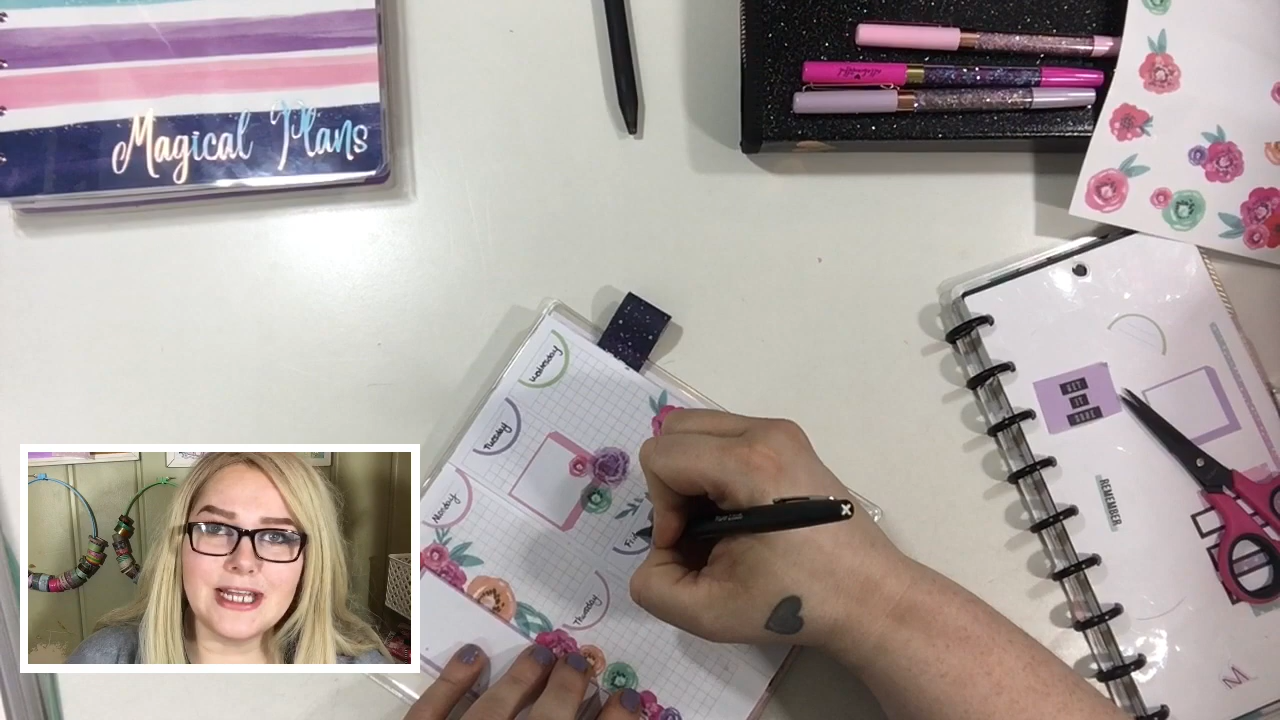 Magical Plans
Wednesday
Tuesday
Monday
Thursday
GET
IT
DONE
REMEMBER